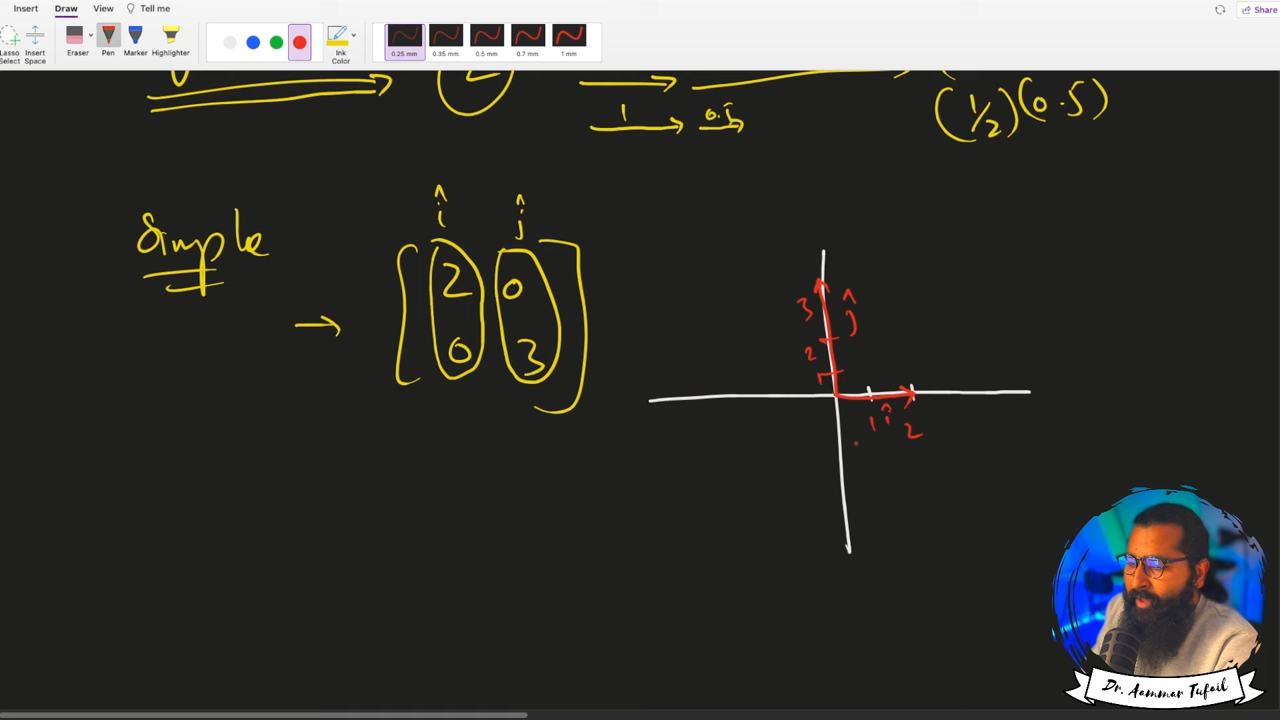 Insert Draw View Tell me
Share
Lasso Select
Insert Space
Eraser
Pen
Marker
Highlighter
Ink Color
0.25 mm
0.35 mm
0.5 mm
0.7 mm
1 mm
1 0.5
(1/2)(0.5)
Simple
î ĵ
→ [2 0
0 3]
3 ĵ
2
1
1 î 2
Dr. Aammar Tufail